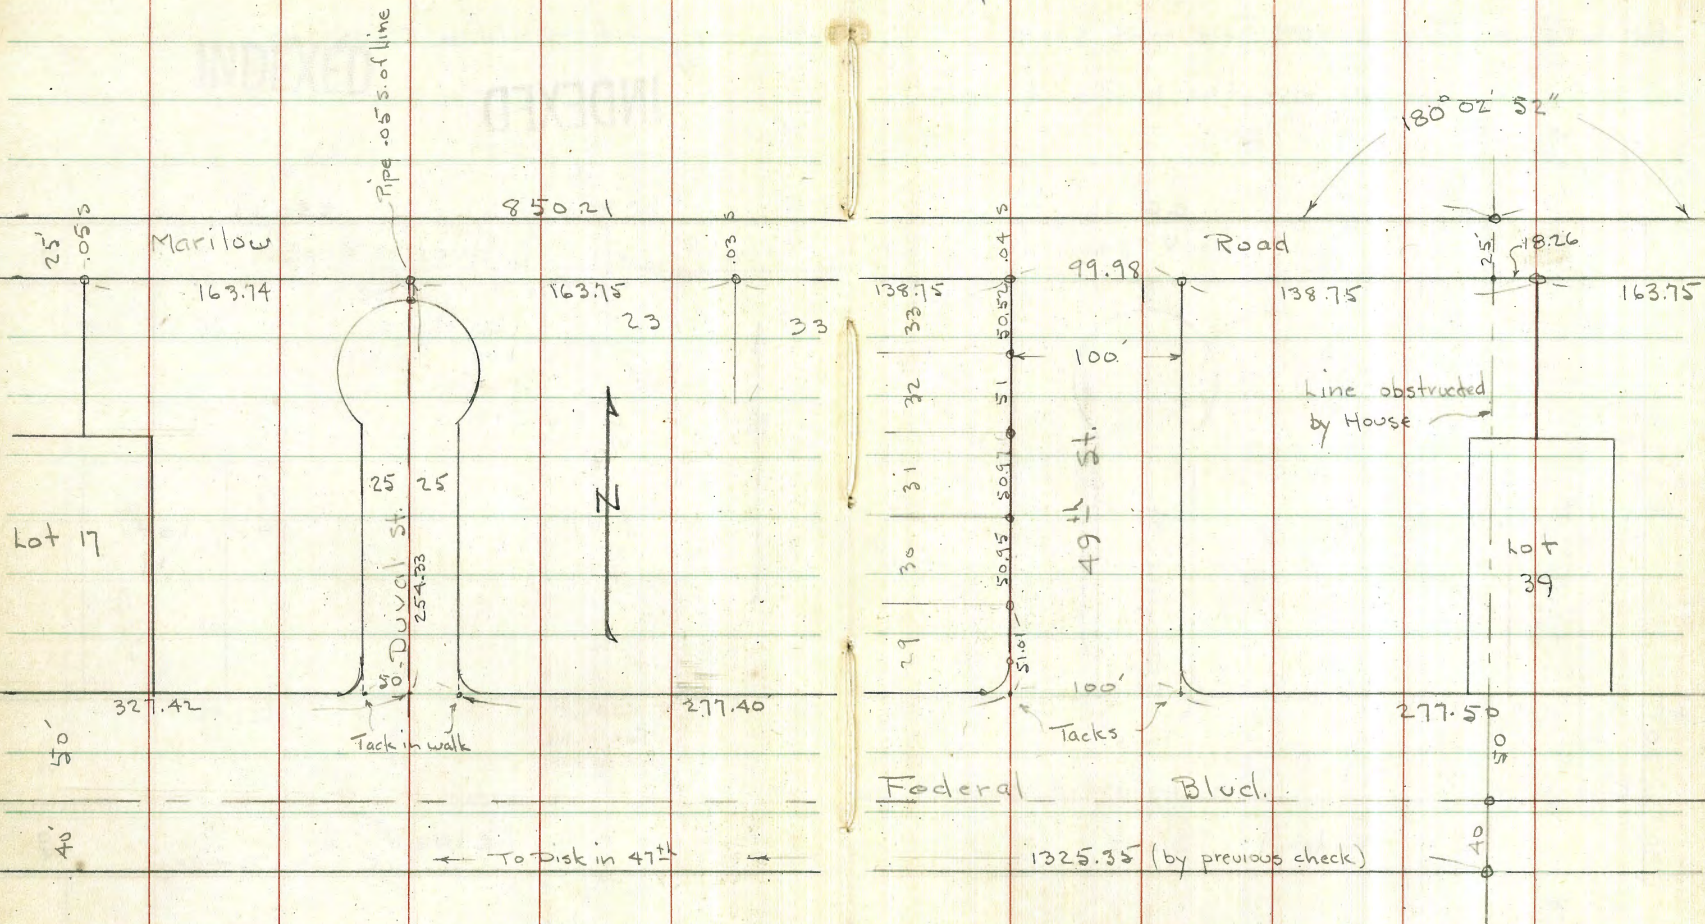 Pipe .05 s. of Line
INDEXED
INDEXED
180° 02' 52"
850.21
25'
.05 s
Marilow
.03 s
.04 s
Road
25'
18.26
163.74
163.75
138.75
99.98
138.75
163.75
23
33
33
50.52
100'
32
51
Line obstructed
by House
49th St.
25
25
31
50.97
Lot 17
Duval St.
254.33
N
30
50.95
Lot
39
29
51.01
50
100'
327.42
277.40
277.50
Tack in walk
Tacks
50'
50
Federal
Blvd.
40'
To Disk in 47th
1325.35 (by previous check)
40